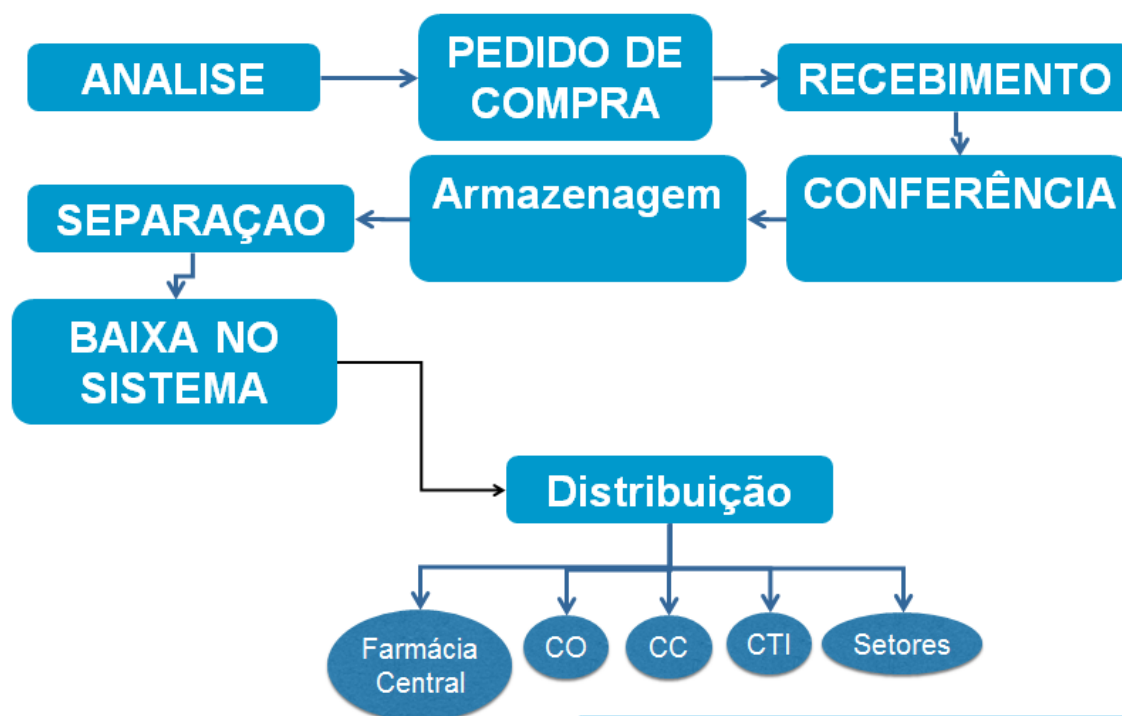 ANALISE
PEDIDO DE
COMPRA
RECEBIMENTO
CONFERÊNCIA
Armazenagem
SEPARAÇAO
BAIXA NO
SISTEMA
Distribuição
Farmácia
Central
CO
CC
CTI
Setores